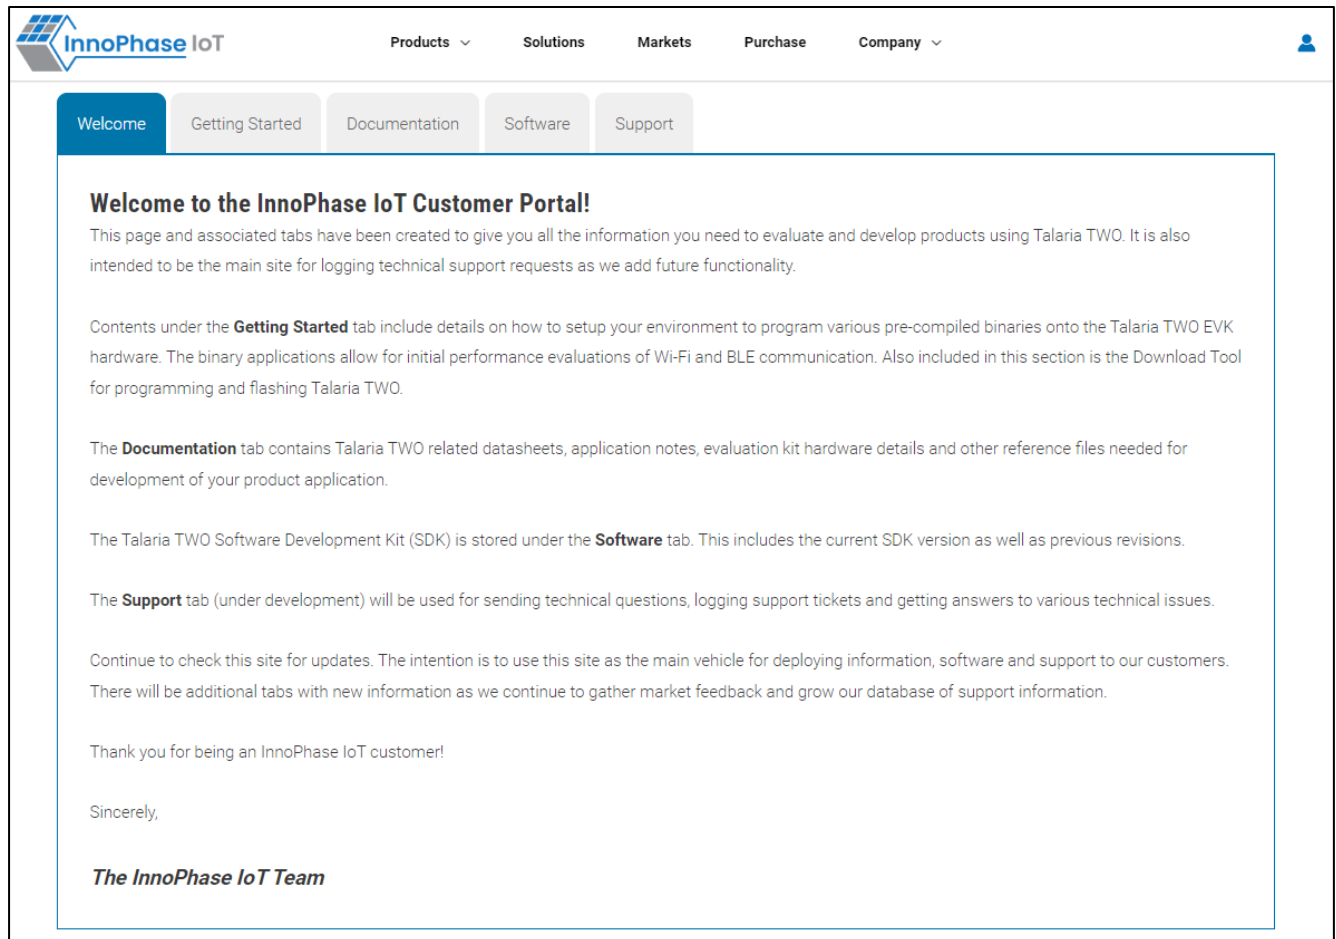 InnoPhase IoT
Products
Solutions
Markets
Purchase
Company
Welcome
Getting Started
Documentation
Software
Support
Welcome to the InnoPhase IoT Customer Portal!
This page and associated tabs have been created to give you all the information you need to evaluate and develop products using Talaria TWO. It is also
intended to be the main site for logging technical support requests as we add future functionality.
Contents under the Getting Started tab include details on how to setup your environment to program various pre-compiled binaries onto the Talaria TWO EVK
hardware. The binary applications allow for initial performance evaluations of Wi-Fi and BLE communication. Also included in this section is the Download Tool
for programming and flashing Talaria TWO.
The Documentation tab contains Talaria TWO related datasheets, application notes, evaluation kit hardware details and other reference files needed for
development of your product application.
The Talaria TWO Software Development Kit (SDK) is stored under the Software tab. This includes the current SDK version as well as previous revisions.
The Support tab (under development) will be used for sending technical questions, logging support tickets and getting answers to various technical issues.
Continue to check this site for updates. The intention is to use this site as the main vehicle for deploying information, software and support to our customers.
There will be additional tabs with new information as we continue to gather market feedback and grow our database of support information.
Thank you for being an InnoPhase IoT customer!
Sincerely,
The InnoPhase IoT Team